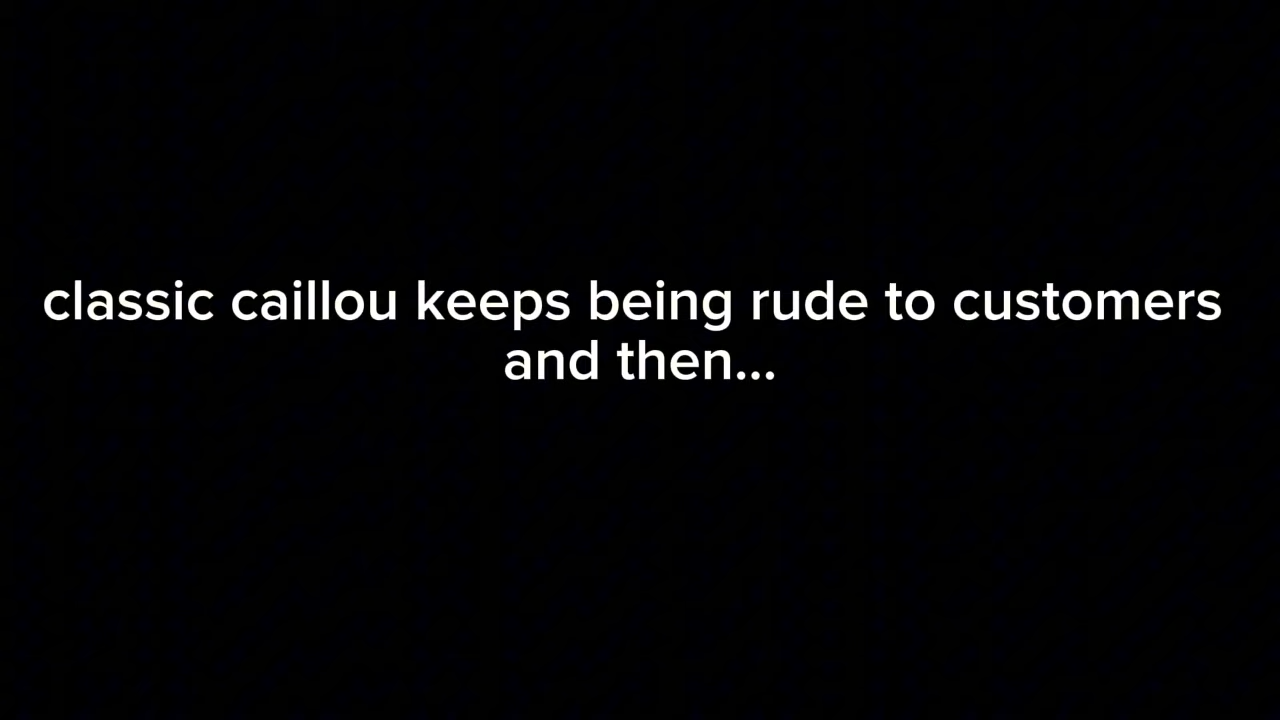 classic caillou keeps being rude to customers
and then...